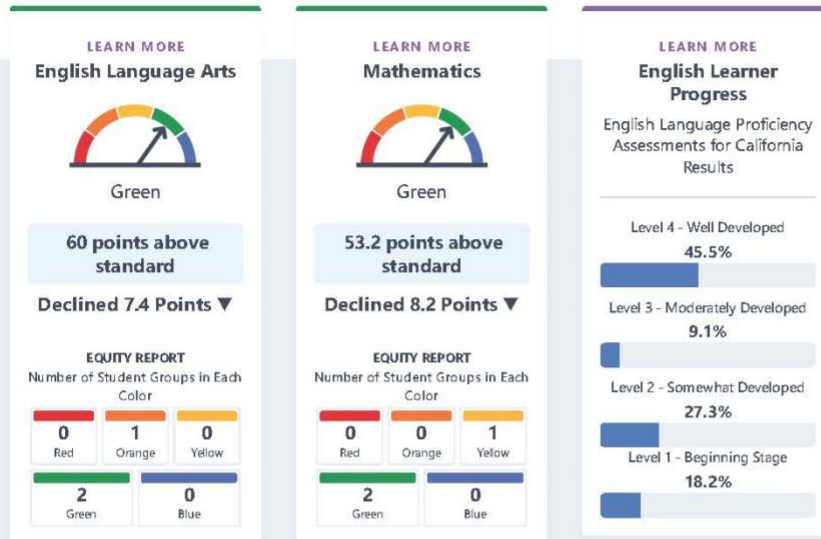 LEARN MORE
English Language Arts
Green
60 points above
standard
Declined 7.4 Points ▼
EQUITY REPORT
Number of Student Groups in Each
Color
0
Red
1
Orange
0
Yellow
2
Green
0
Blue
LEARN MORE
Mathematics
Green
53.2 points above
standard
Declined 8.2 Points ▼
EQUITY REPORT
Number of Student Groups in Each
Color
0
Red
0
Orange
1
Yellow
2
Green
0
Blue
LEARN MORE
English Learner
Progress
English Language Proficiency
Assessments for California
Results
Level 4 - Well Developed
45.5%
Level 3 - Moderately Developed
9.1%
Level 2 - Somewhat Developed
27.3%
Level 1 - Beginning Stage
18.2%